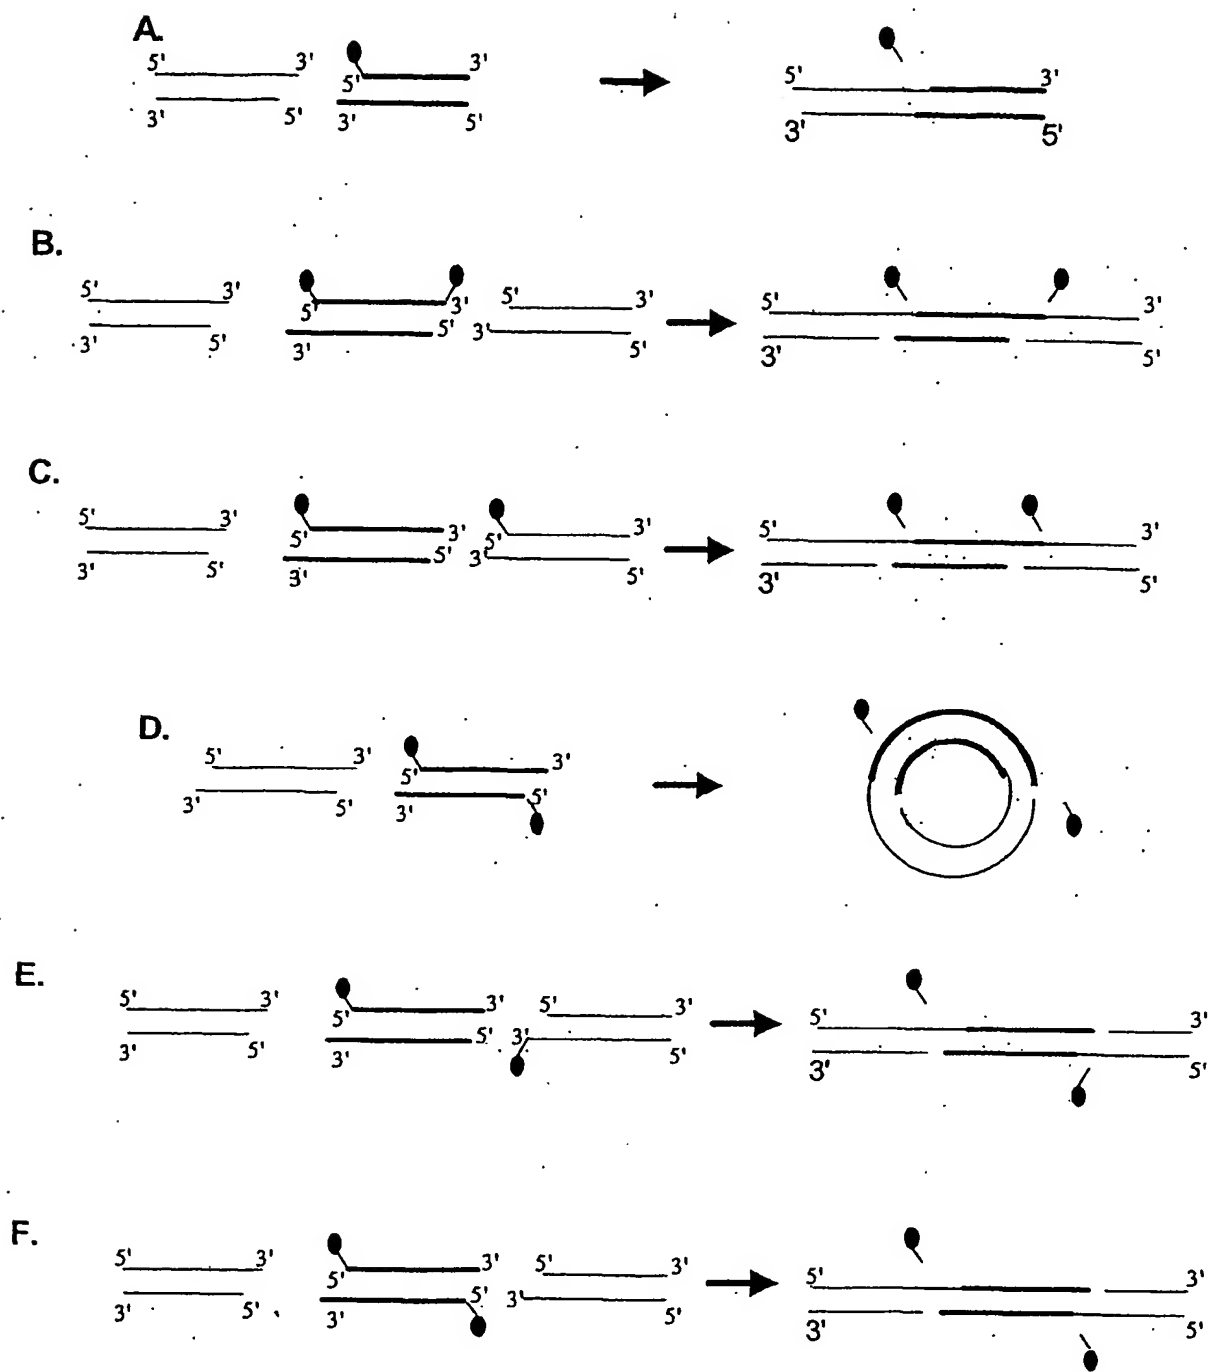 A.
5' 3' 5' 3' 5' 3'
3' 5' 3' 5' 3' 5'
B.
5' 3' 5' 3' 5' 3' 5' 3'
3' 5' 3' 5' 3' 5' 3' 5'
C.
5' 3' 5' 3' 5' 3' 5' 3'
3' 5' 3' 5' 3' 5' 3' 5'
D.
5' 3' 5' 3'
3' 5' 3' 5'
E.
5' 3' 5' 3' 5' 3' 5' 3'
3' 5' 3' 5' 3' 5' 3' 5'
F.
5' 3' 5' 3' 5' 3' 5' 3'
3' 5' 3' 5' 3' 5' 3' 5'